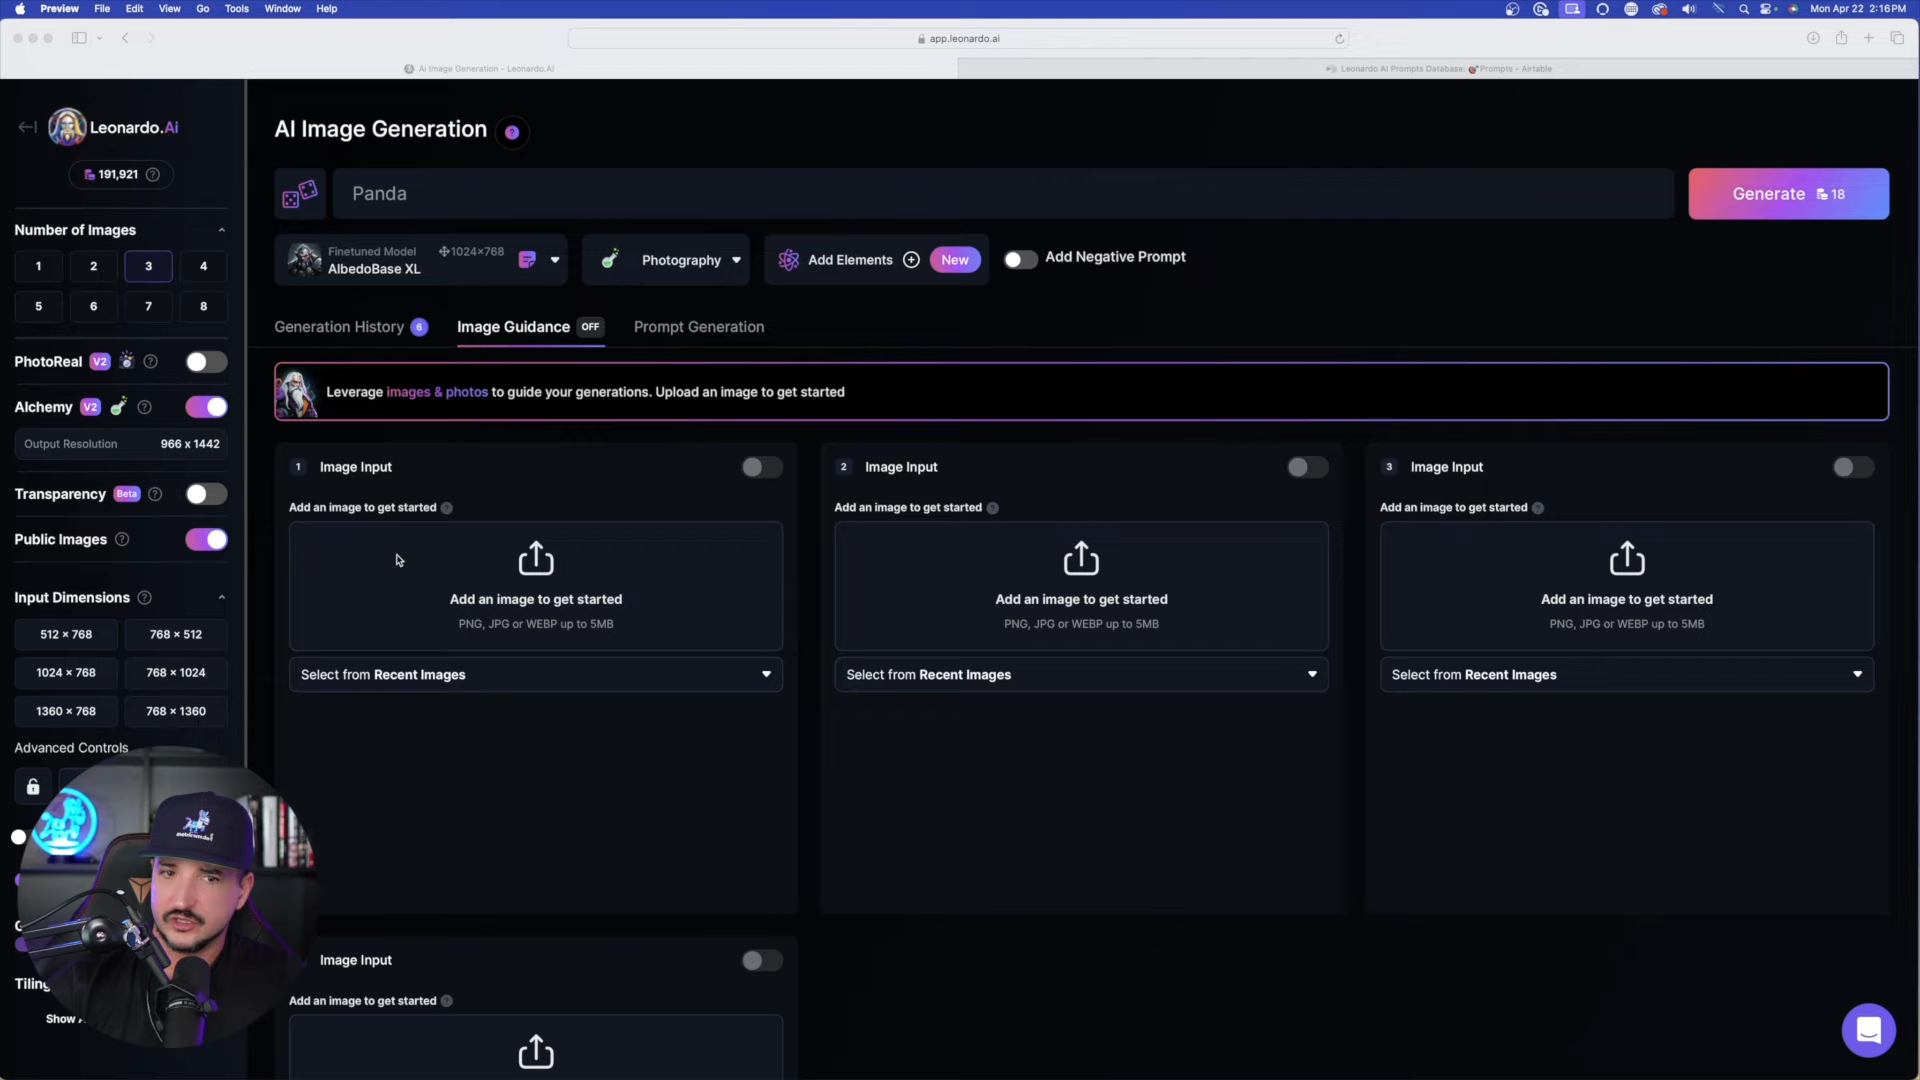 Preview File Edit View Go Tools Window Help
Mon Apr 22 2:16 PM
app.leonardo.ai
AI Image Generation - Leonardo.AI
Leonardo AI Prompts Database: Prompts - Airtable
Leonardo.Ai
191,921
Number of Images
1 2 3 4
5 6 7 8
PhotoReal V2
Alchemy V2
Output Resolution 966 x 1442
Transparency Beta
Public Images
Input Dimensions
512 × 768 768 × 512
1024 × 768 768 × 1024
1360 × 768 768 × 1360
Advanced Controls
Tiling
Show
AI Image Generation
Panda
Generate 18
Finetuned Model 1024×768
AlbedoBase XL
Photography
Add Elements New
Add Negative Prompt
Generation History 6
Image Guidance OFF
Prompt Generation
Leverage images & photos to guide your generations. Upload an image to get started
1 Image Input
Add an image to get started
Add an image to get started
PNG, JPG or WEBP up to 5MB
Select from Recent Images
2 Image Input
Add an image to get started
Add an image to get started
PNG, JPG or WEBP up to 5MB
Select from Recent Images
3 Image Input
Add an image to get started
Add an image to get started
PNG, JPG or WEBP up to 5MB
Select from Recent Images
Image Input
Add an image to get started